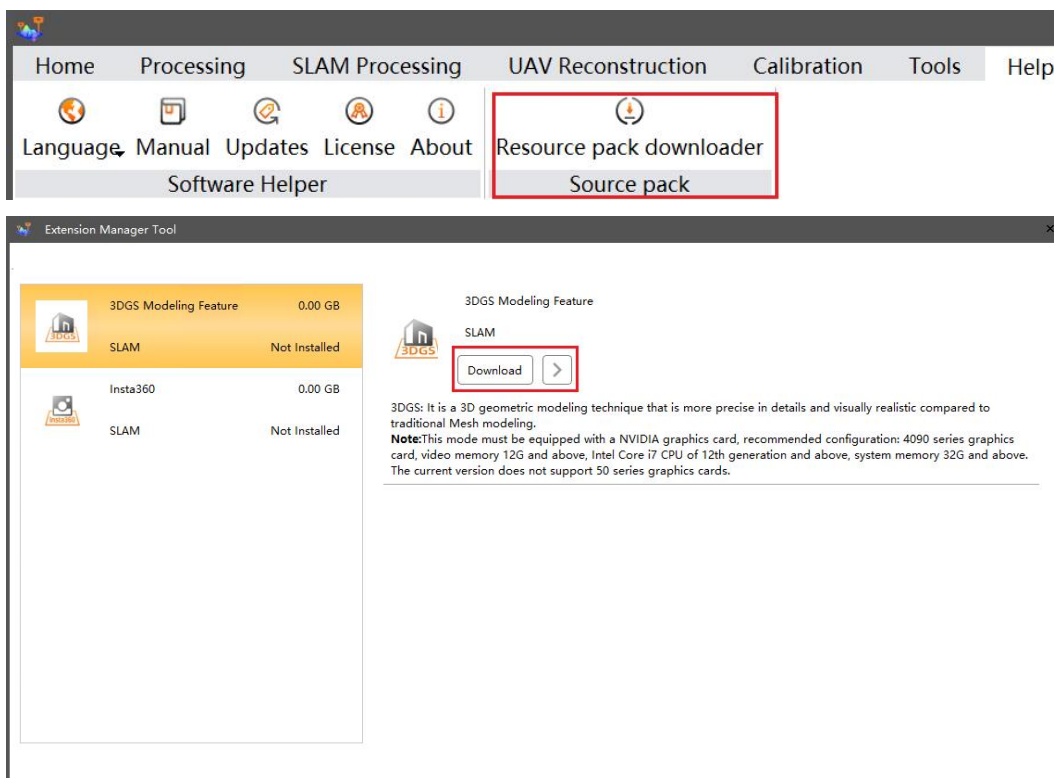 Home Processing SLAM Processing UAV Reconstruction Calibration Tools Help
Language Manual Updates License About Resource pack downloader
Software Helper Source pack
Extension Manager Tool
3DGS Modeling Feature 0.00 GB
SLAM Not Installed
Insta360 0.00 GB
SLAM Not Installed
3DGS
Insta360
3DGS Modeling Feature
SLAM
3DGS
Download
3DGS: It is a 3D geometric modeling technique that is more precise in details and visually realistic compared to
traditional Mesh modeling.
Note:This mode must be equipped with a NVIDIA graphics card, recommended configuration: 4090 series graphics
card, video memory 12G and above, Intel Core i7 CPU of 12th generation and above, system memory 32G and above.
The current version does not support 50 series graphics cards.